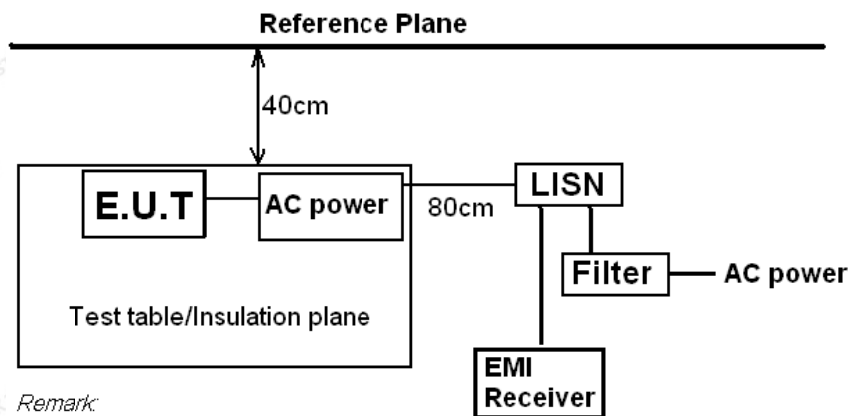 Reference Plane
40cm
E.U.T
AC power
80cm
LISN
Filter
AC power
Test table/Insulation plane
EMI
Receiver
Remark: